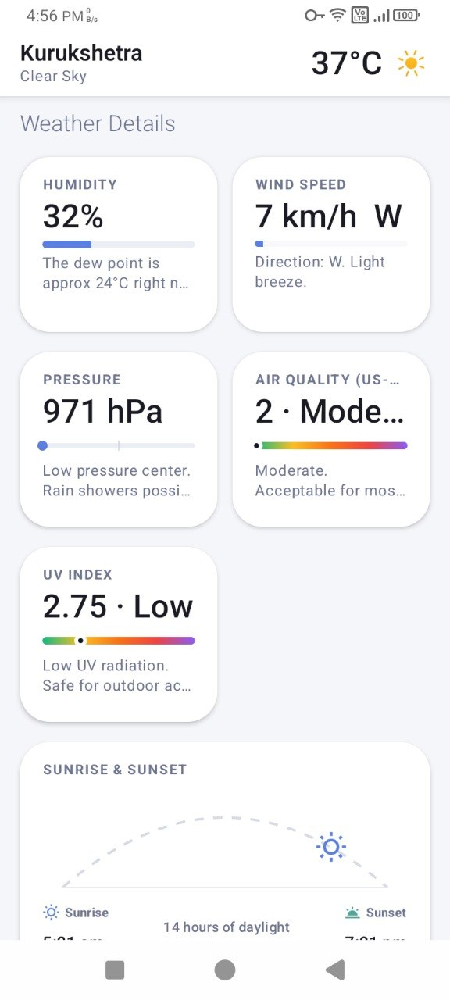 4:56 PM 0 B/s Vo LTE 100
Kurukshetra
Clear Sky
37°C
Weather Details
HUMIDITY
32%
The dew point is
approx 24°C right n...
WIND SPEED
7 km/h W
Direction: W. Light
breeze.
PRESSURE
971 hPa
Low pressure center.
Rain showers possi...
AIR QUALITY (US-...
2 · Mode...
Moderate.
Acceptable for mos...
UV INDEX
2.75 · Low
Low UV radiation.
Safe for outdoor ac...
SUNRISE & SUNSET
Sunrise
14 hours of daylight
Sunset